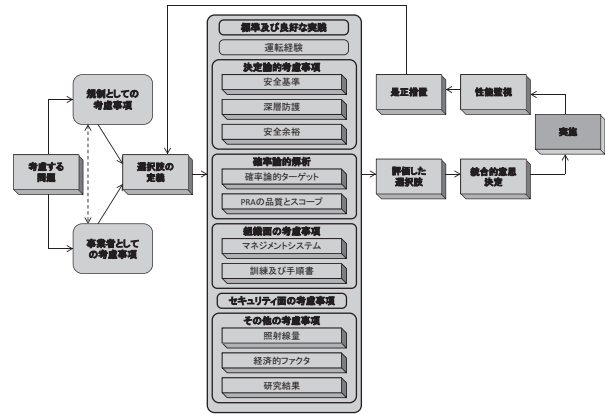 標準及び良好な実践
運転経験
決定論的考慮事項
安全基準
深層防護
安全余裕
確率論的解析
確率論的ターゲット
PRAの品質とスコープ
組織面の考慮事項
マネジメントシステム
訓練及び手順書
セキュリティ面の考慮事項
その他の考慮事項
照射線量
経済的ファクタ
研究結果
規制としての
考慮事項
考慮する
問題
選択肢の
定義
事業者として
の考慮事項
是正措置
性能監視
実施
評価した
選択肢
統合的意思
決定